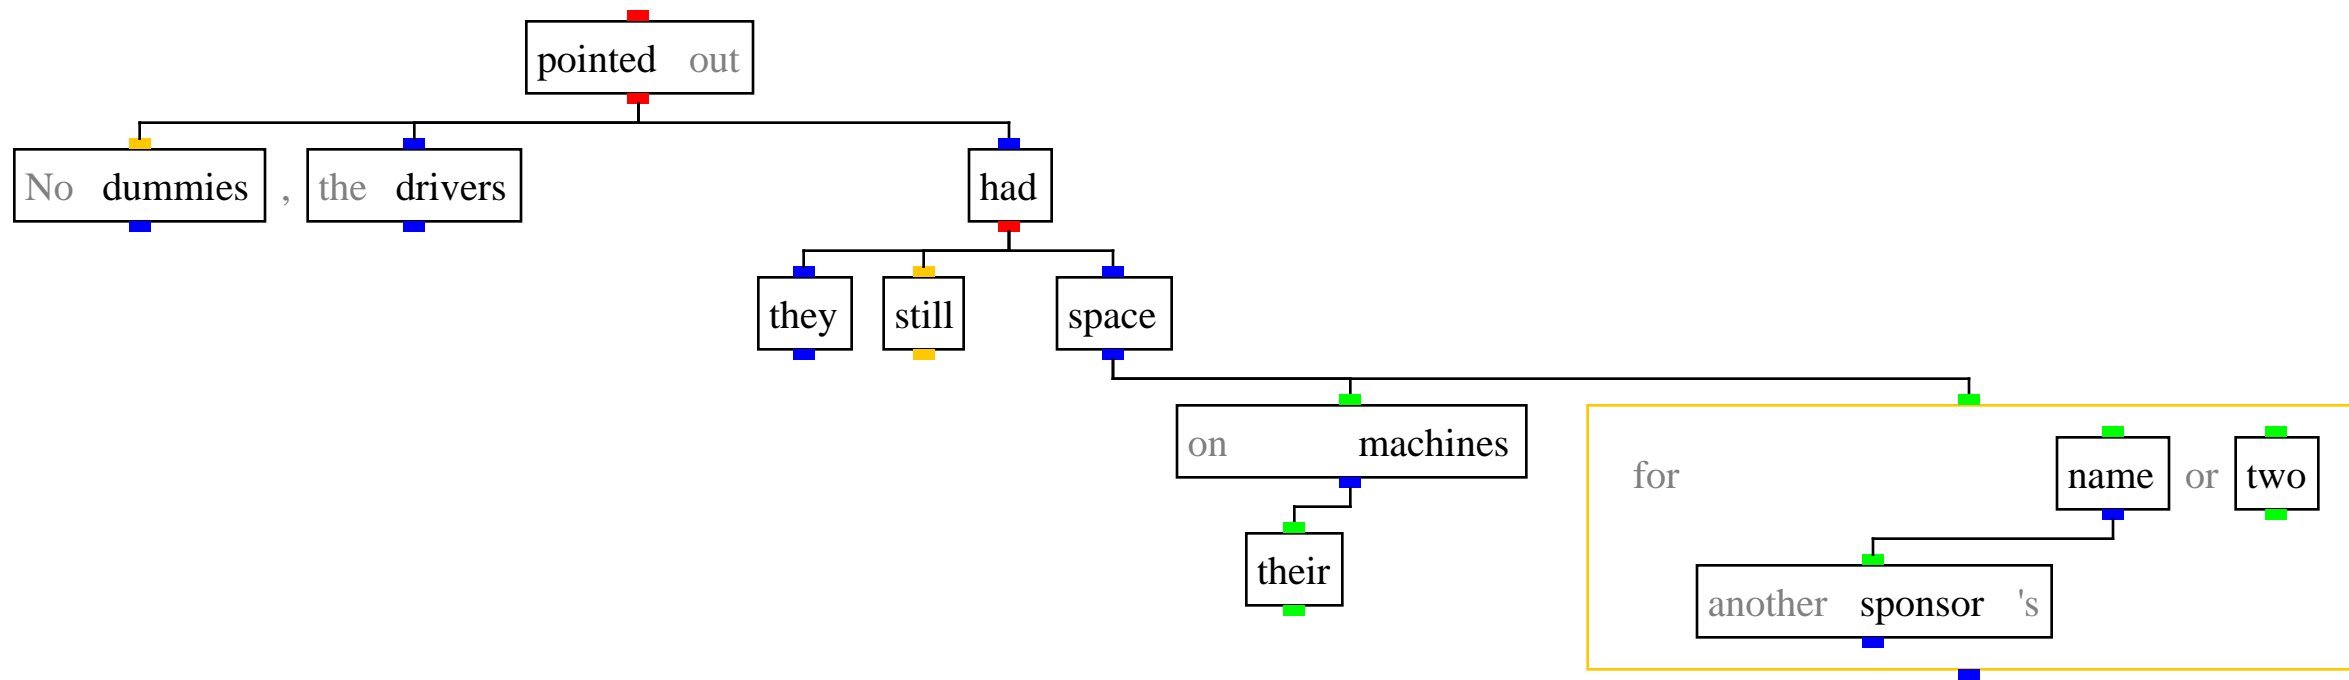 pointed out
No dummies , the drivers had
they still space
on machines for name or two
their another sponsor 's